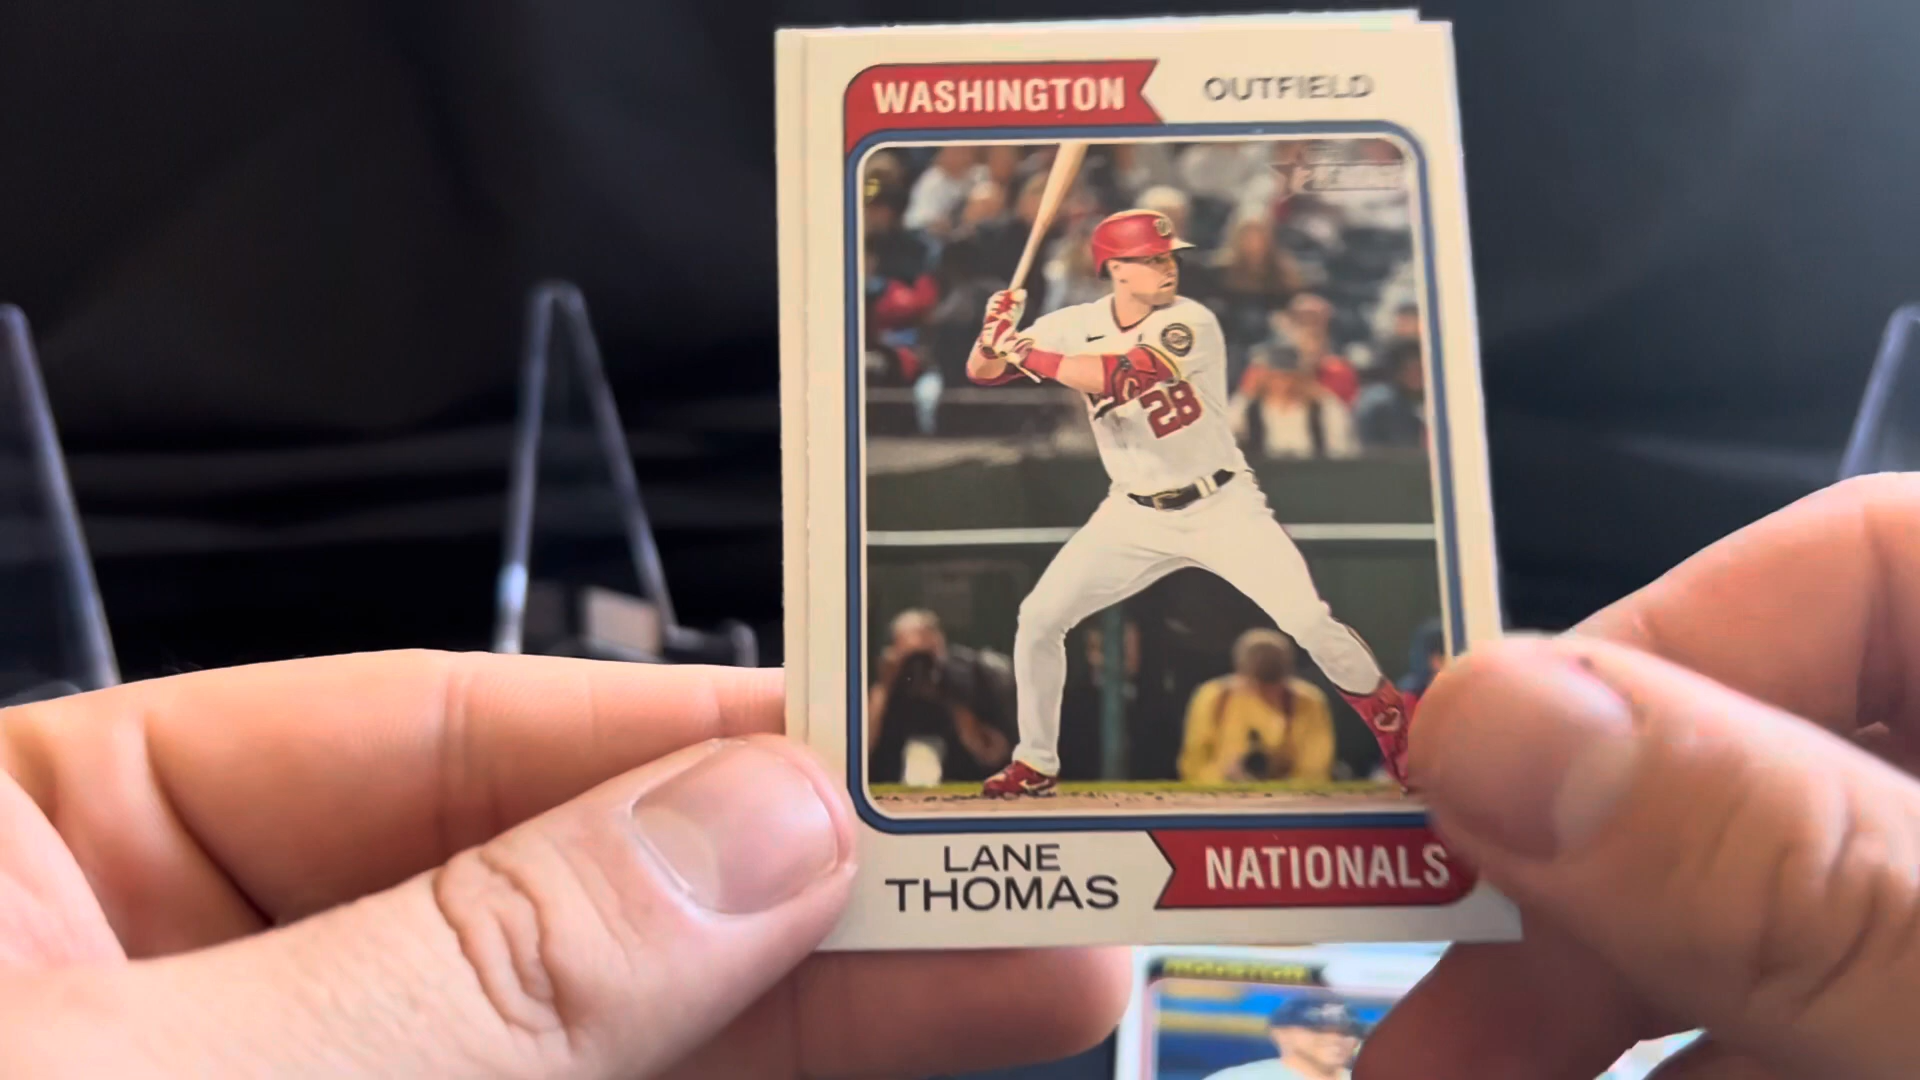 WASHINGTON
OUTFIELD
28
LANE
THOMAS
NATIONALS